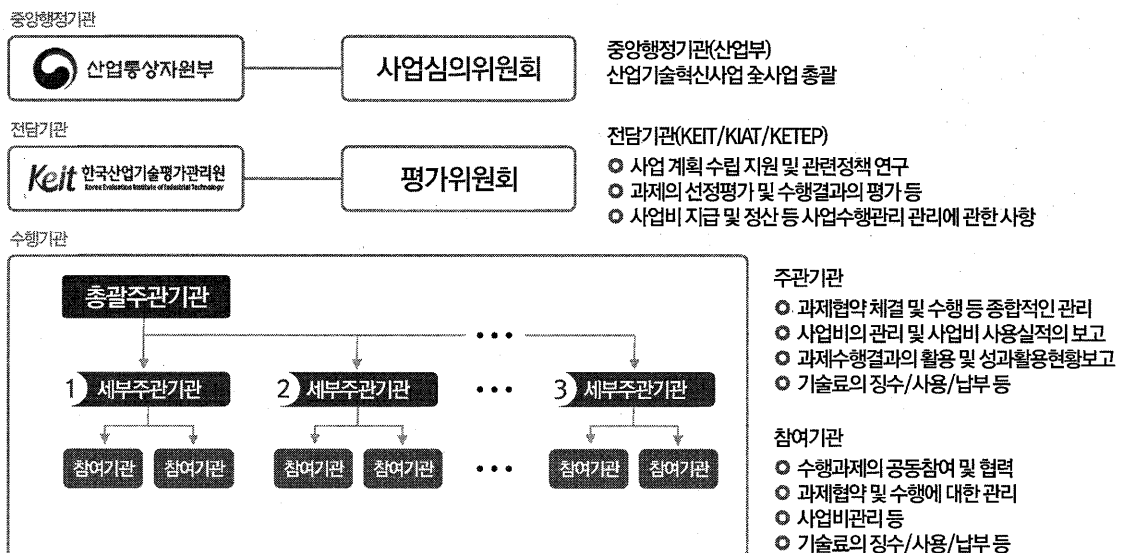 중앙행정기관
산업통상자원부
사업심의위원회
중앙행정기관(산업부)
산업기술혁신사업 全사업 총괄
전담기관
Keit 한국산업기술평가관리원
Korea Evaluation Institute of Industrial Technology
평가위원회
전담기관(KEIT/KIAT/KETEP)
사업 계획 수립 지원 및 관련정책 연구
과제의 선정평가 및 수행결과의 평가 등
사업비 지급 및 정산 등 사업수행관리 관리에 관한 사항
수행기관
총괄주관기관
•••
1 세부주관기관
2 세부주관기관
•••
3 세부주관기관
참여기관 참여기관
참여기관 참여기관
•••
참여기관 참여기관
주관기관
과제협약 체결 및 수행 등 종합적인 관리
사업비의 관리 및 사업비 사용실적의 보고
과제수행결과의 활용 및 성과활용현황보고
기술료의 징수/사용/납부 등
참여기관
수행과제의 공동참여 및 협력
과제협약 및 수행에 대한 관리
사업비관리 등
기술료의 징수/사용/납부 등